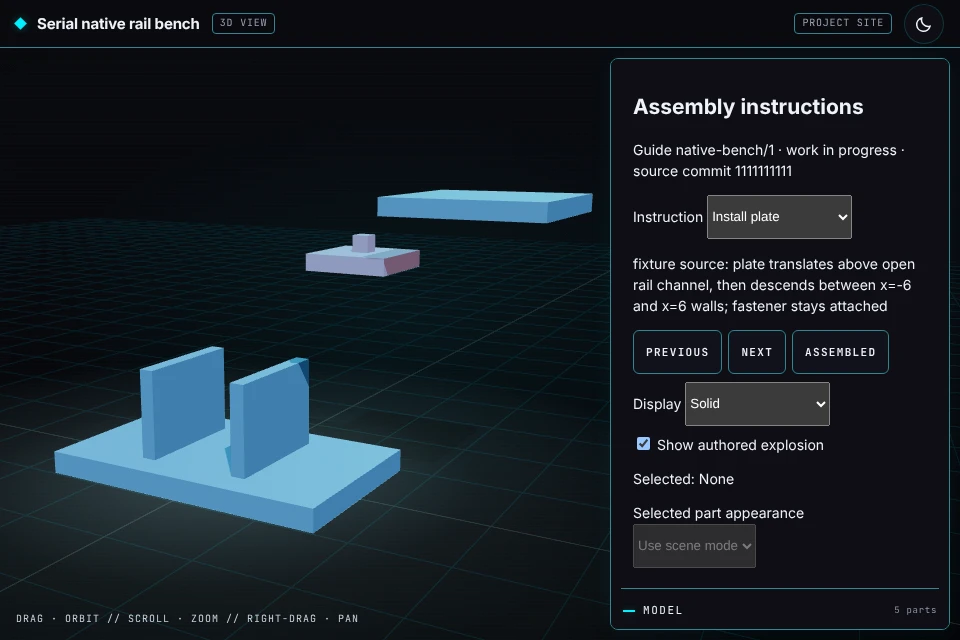 Serial native rail bench
3D VIEW
PROJECT SITE
Assembly instructions
Guide native-bench/1 · work in progress ·
source commit 1111111111
Instruction Install plate
fixture source: plate translates above open
rail channel, then descends between x=-6
and x=6 walls; fastener stays attached
PREVIOUS NEXT ASSEMBLED
Display Solid
Show authored explosion
Selected: None
Selected part appearance
Use scene mode
MODEL 5 parts
DRAG · ORBIT // SCROLL · ZOOM // RIGHT-DRAG · PAN